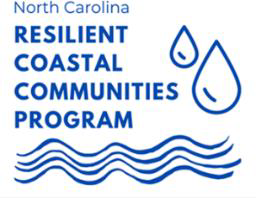 North Carolina
RESILIENT
COASTAL
COMMUNITIES
PROGRAM